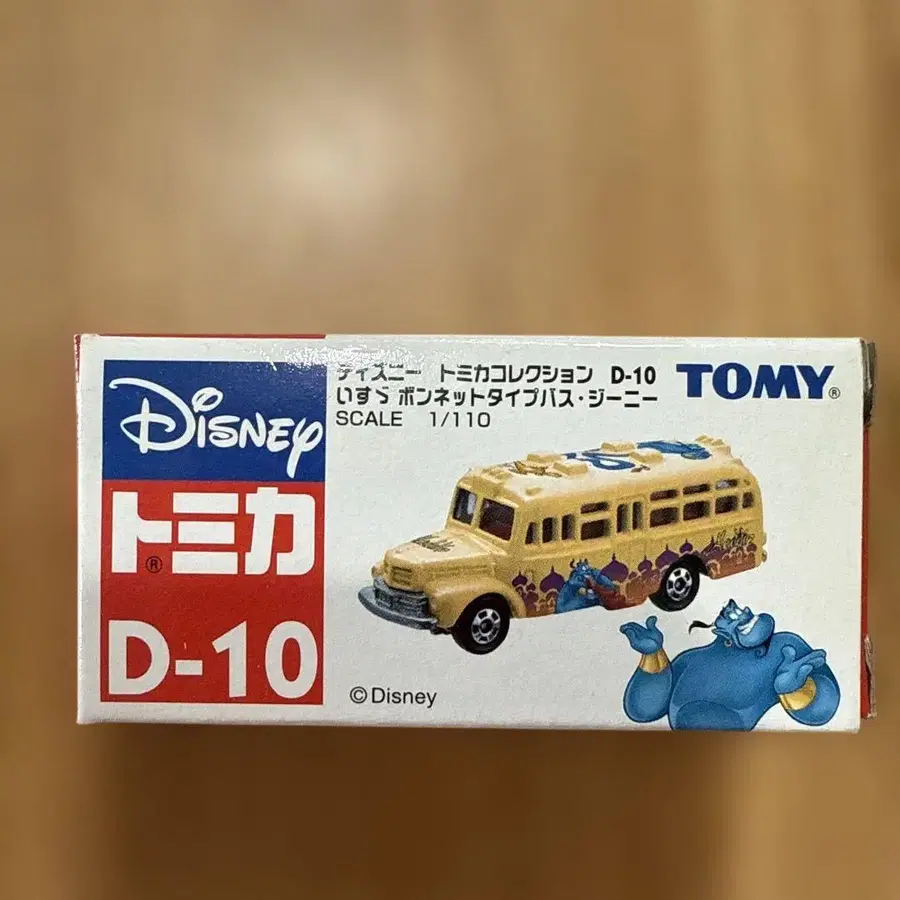 Disney
トミカ®
D-10
ディズニー トミカコレクション D-10
いすゞ ボンネットタイプバス・ジーニー
SCALE 1/110
TOMY®
©Disney